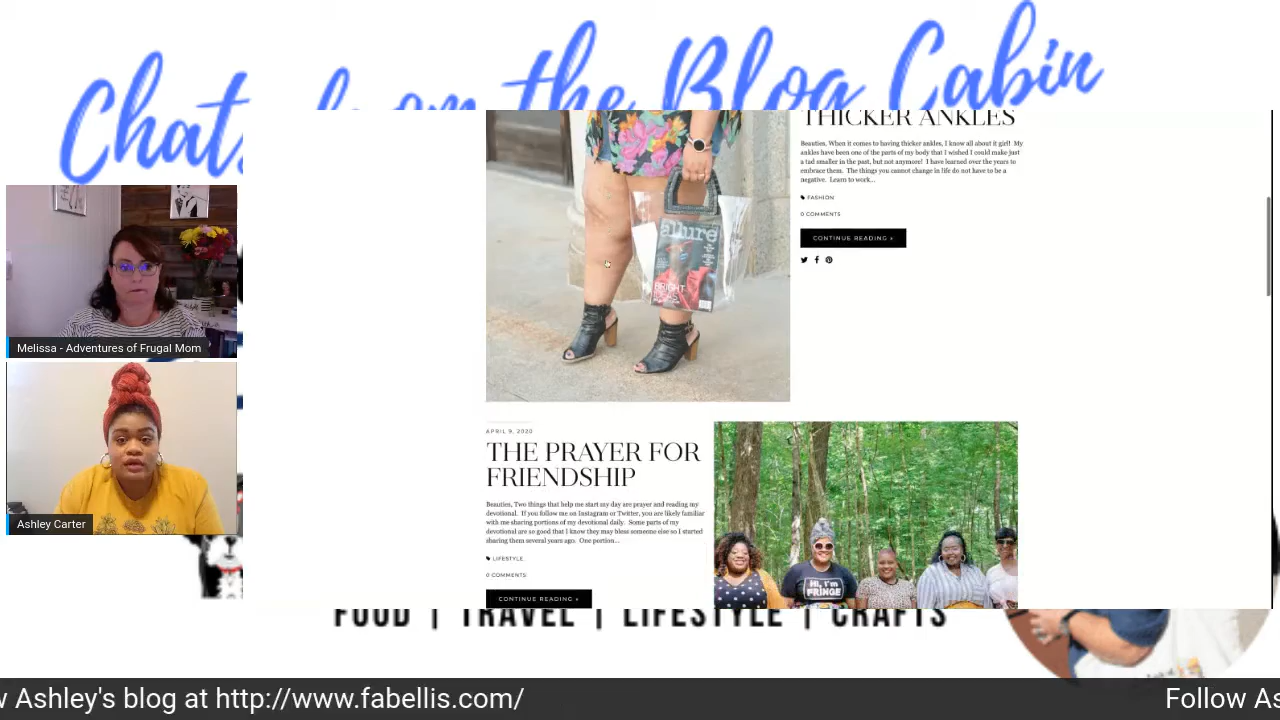 Chats from the Blog Cabin
THICKER ANKLES
Beauties, When it comes to having thicker ankles, I know all about it girl! My
ankles have been one of the parts of my body that I wished I could make just
a tad smaller in the past, but not anymore! I have learned over the years to
embrace them. The things you cannot change in life do not have to be a
negative. Learn to work...
FASHION
0 COMMENTS
CONTINUE READING »
allure
BRIGHT
Melissa - Adventures of Frugal Mom
Ashley Carter
APRIL 9, 2020
THE PRAYER FOR
FRIENDSHIP
Beauties, Two things that help me start my day are prayer and reading my
devotional. If you follow me on Instagram or Twitter, you are likely familiar
with me sharing portions of my devotional daily. Some parts of my
devotional are so good that I know they may bless someone else so I started
sharing them several years ago. One portion...
LIFESTYLE
0 COMMENTS
CONTINUE READING »
HI, I'M
FRINGE
FOOD | TRAVEL | LIFESTYLE | CRAFTS
w Ashley's blog at http://www.fabellis.com/ Follow As